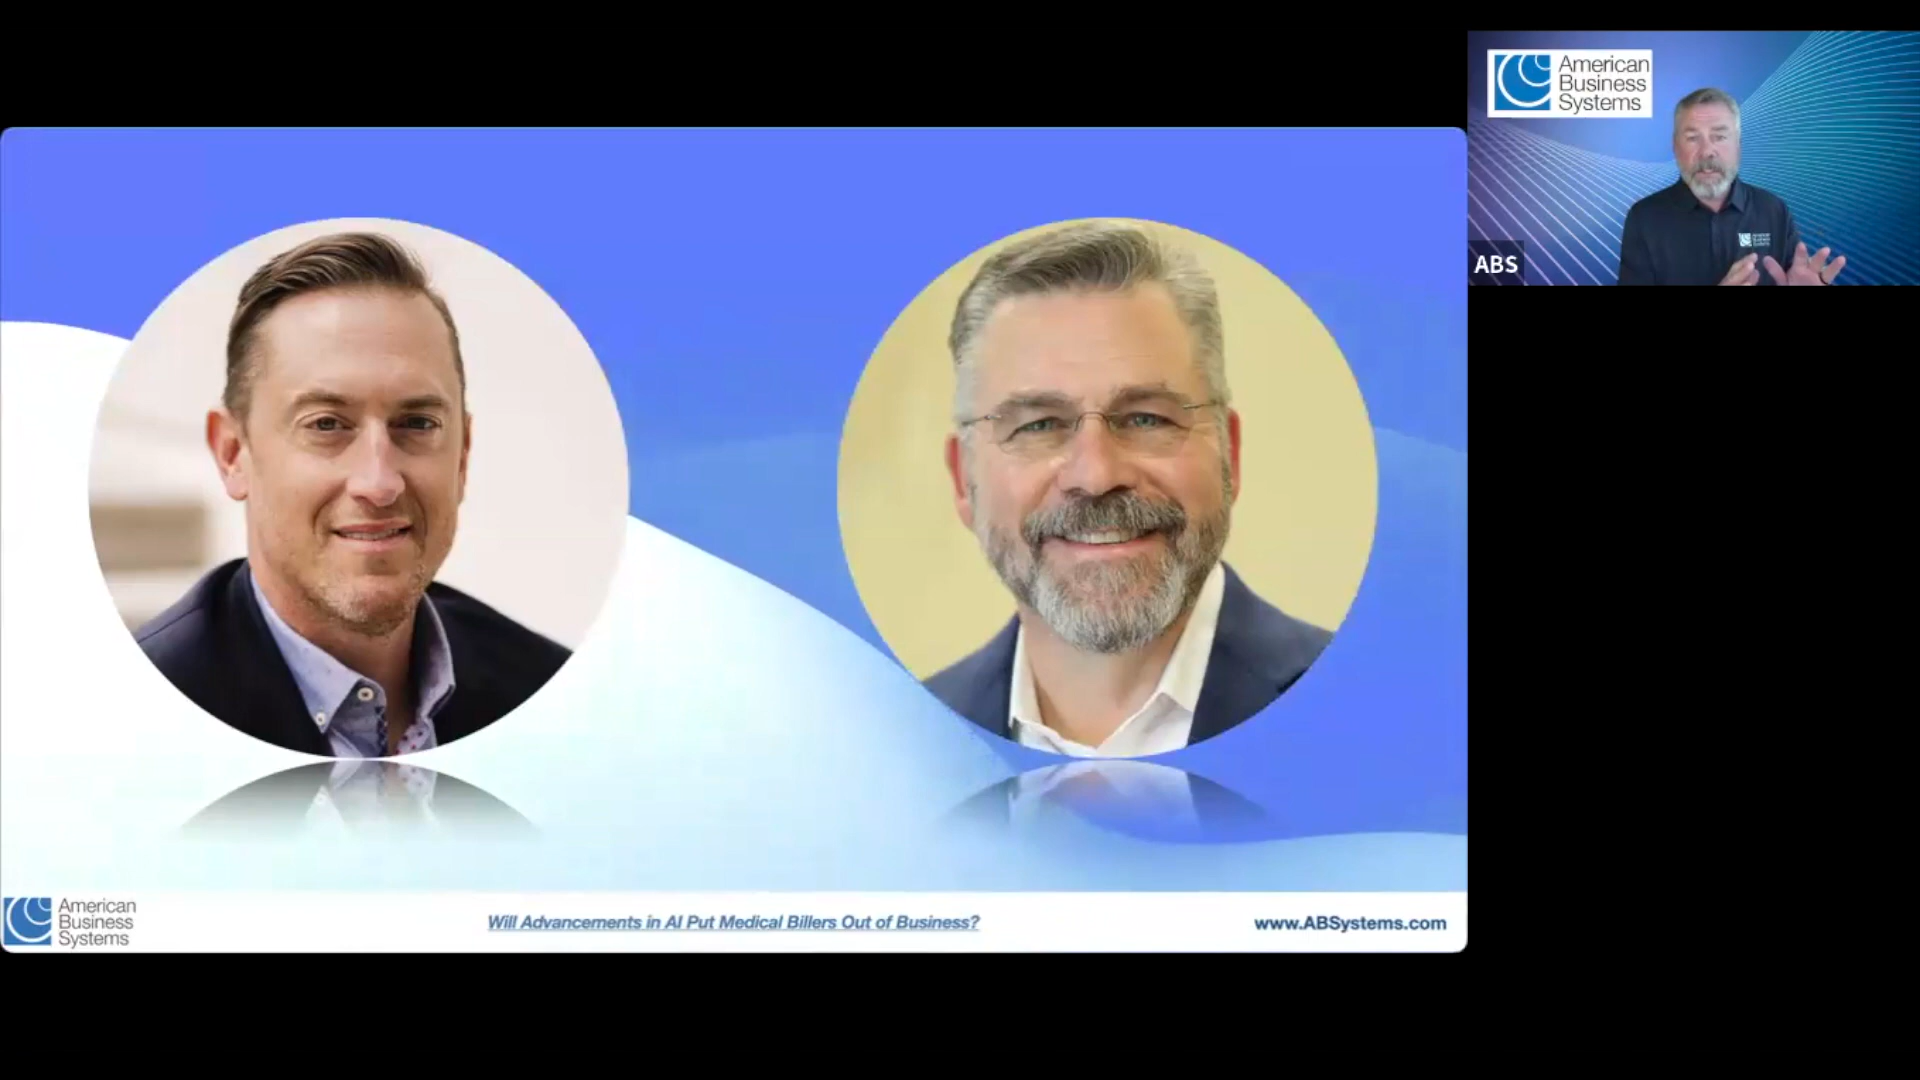 American
Business
Systems
ABS
American
Business
Systems
Will Advancements in AI Put Medical Billers Out of Business?
www.ABSystems.com